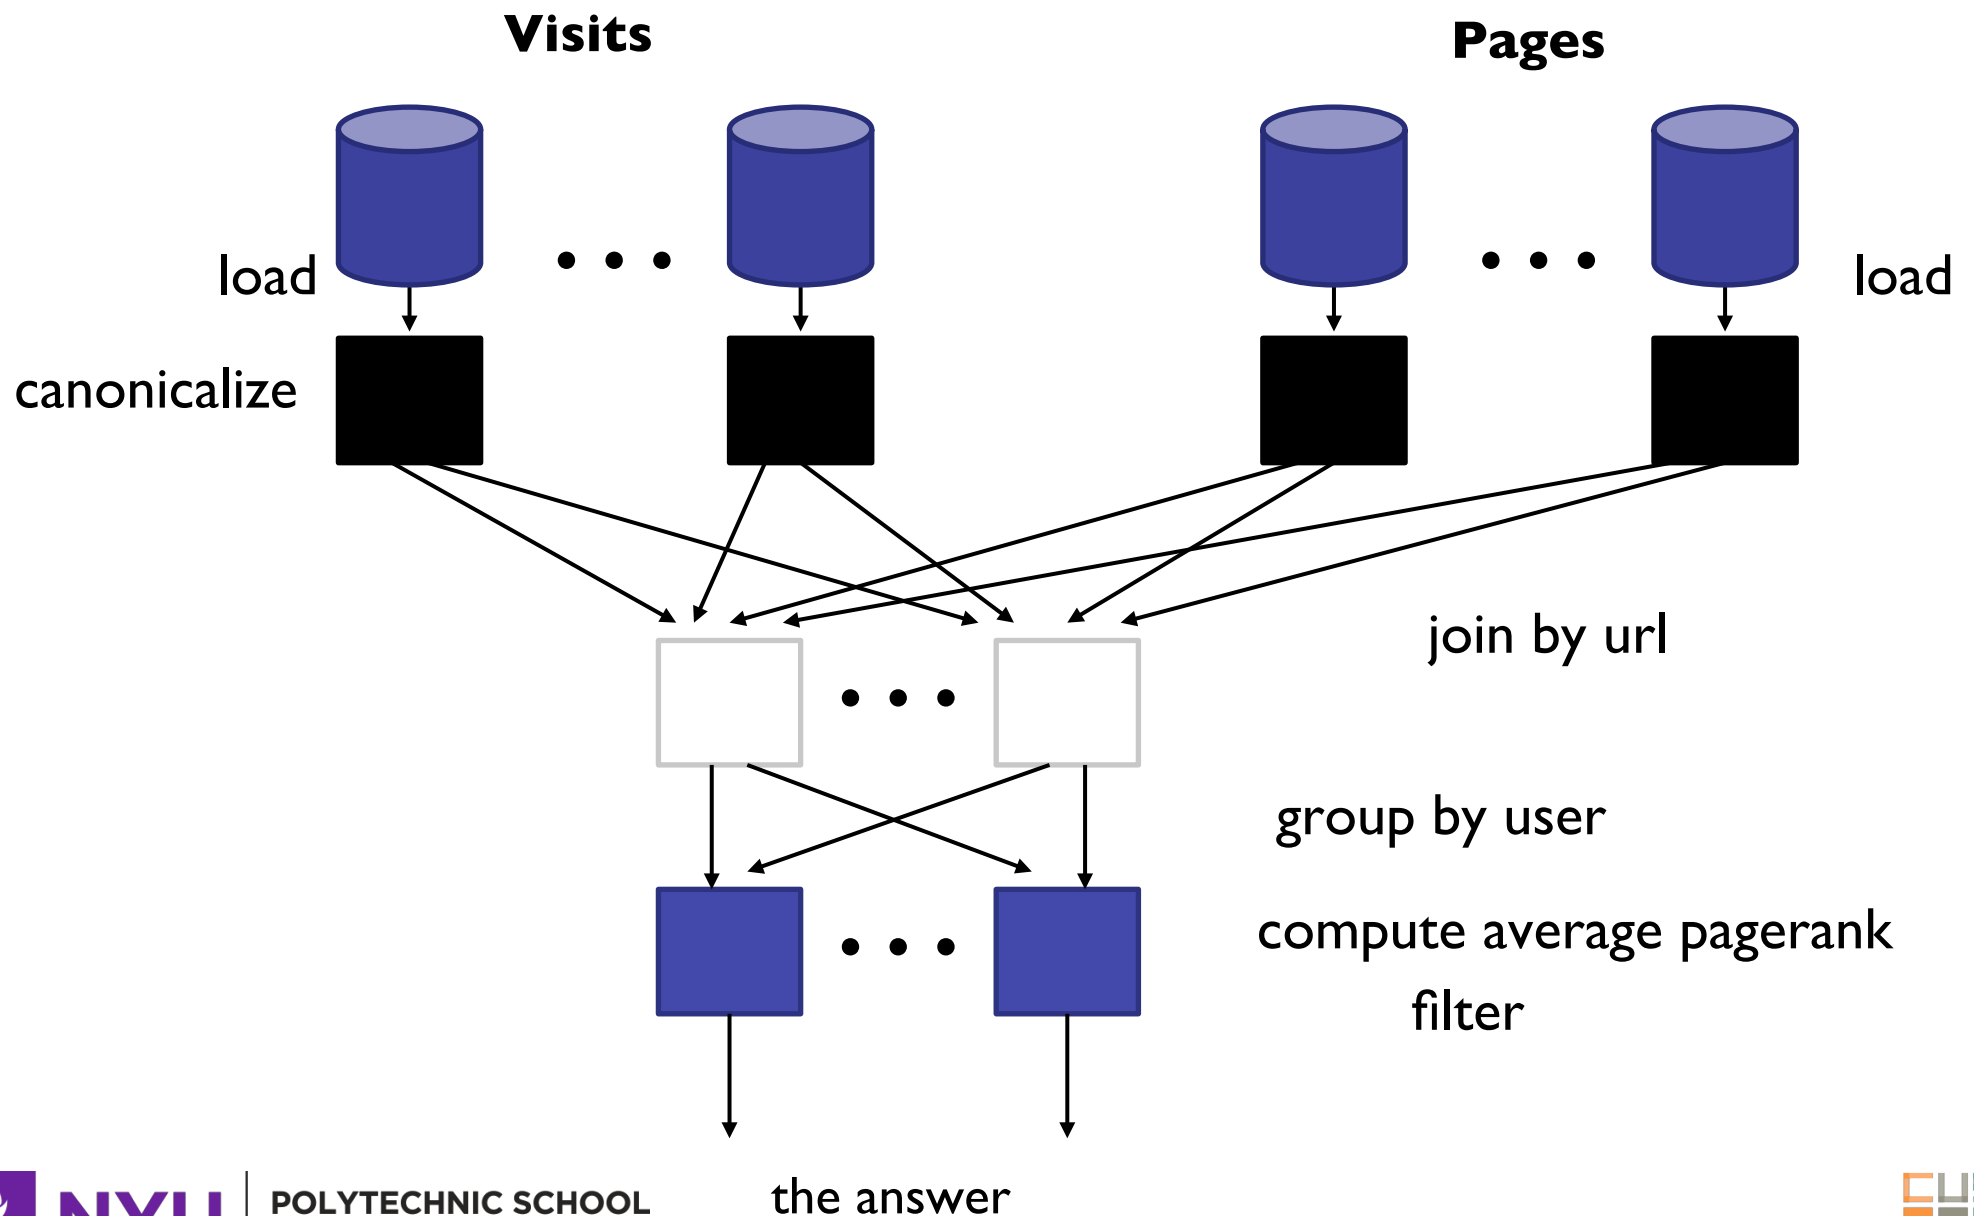 Visits
Pages
load
load
canonicalize
join by url
group by user
compute average pagerank
filter
the answer
NYU
POLYTECHNIC SCHOOL